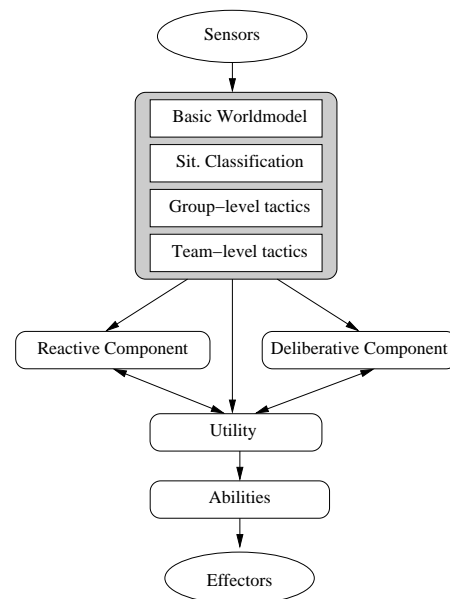 Sensors
Basic Worldmodel
Sit. Classification
Group−level tactics
Team−level tactics
Reactive Component
Deliberative Component
Utility
Abilities
Effectors